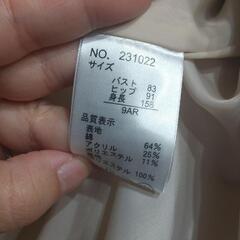 NO. 231022
サイズ
バスト 83
ヒップ 91
身長 158
9AR
品質表示
表地
綿 64%
アクリル 25%
ポリエステル 11%
ポリエステル 100%